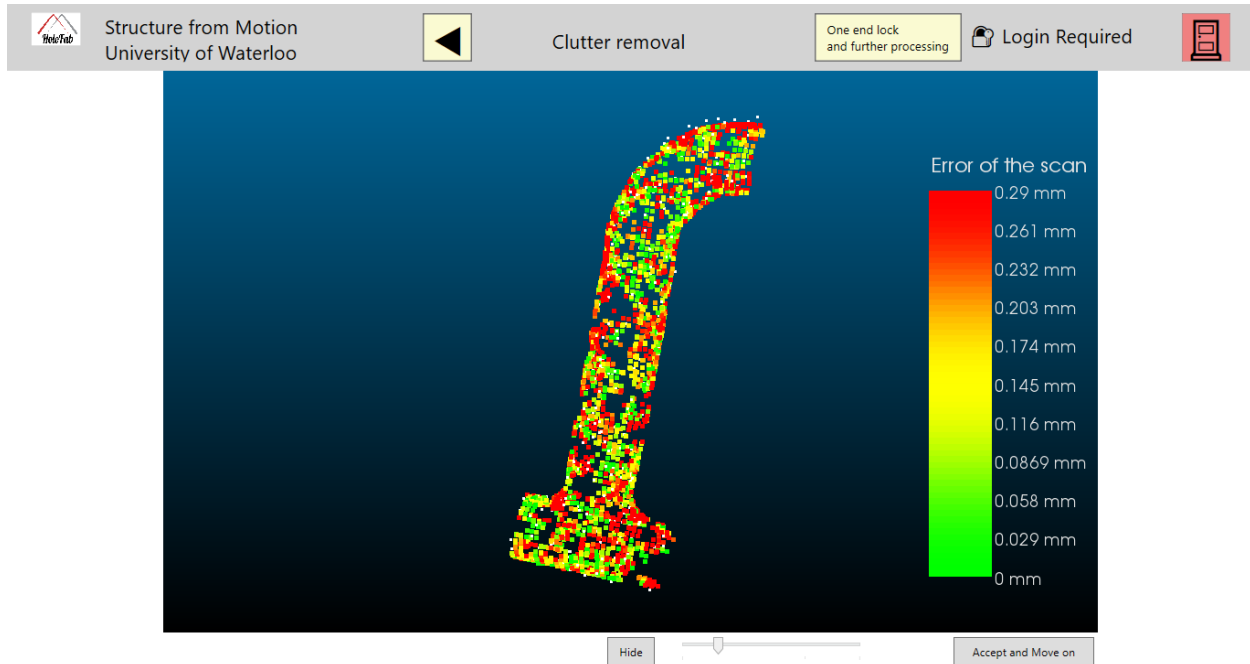 HoloFab
Structure from Motion
University of Waterloo
Clutter removal
One end lock
and further processing
Login Required
Error of the scan
0.29 mm
0.261 mm
0.232 mm
0.203 mm
0.174 mm
0.145 mm
0.116 mm
0.0869 mm
0.058 mm
0.029 mm
0 mm
Hide
Accept and Move on